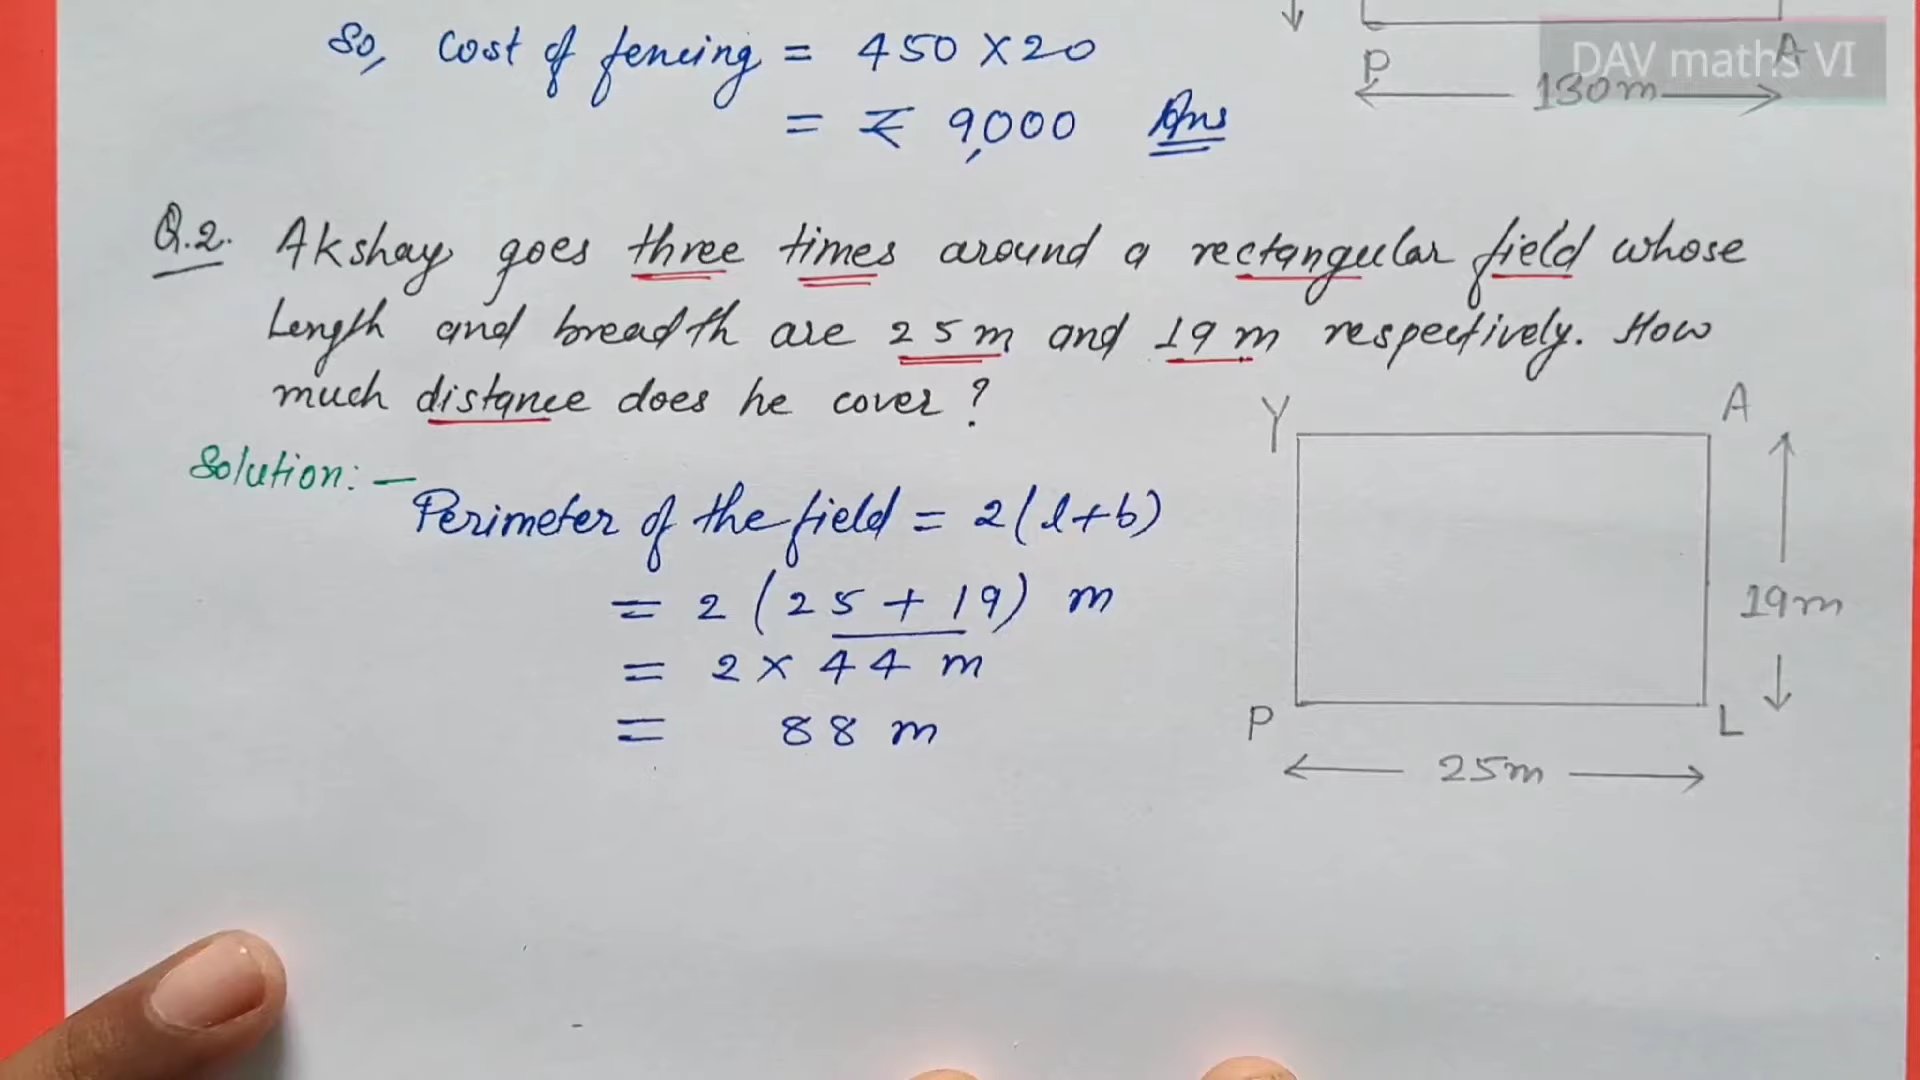 So, Cost of fencing = 450 × 20
= ₹ 9,000 Ans
P A
130m
DAV maths VI
Q.2. Akshay goes three times around a rectangular field whose
Length and breadth are 25m and 19m respectively. How
much distance does he cover?
Solution:-
Perimeter of the field = 2(l+b)
= 2 (25 + 19) m
= 2 × 44 m
= 88 m
Y A
19m
P L
25m